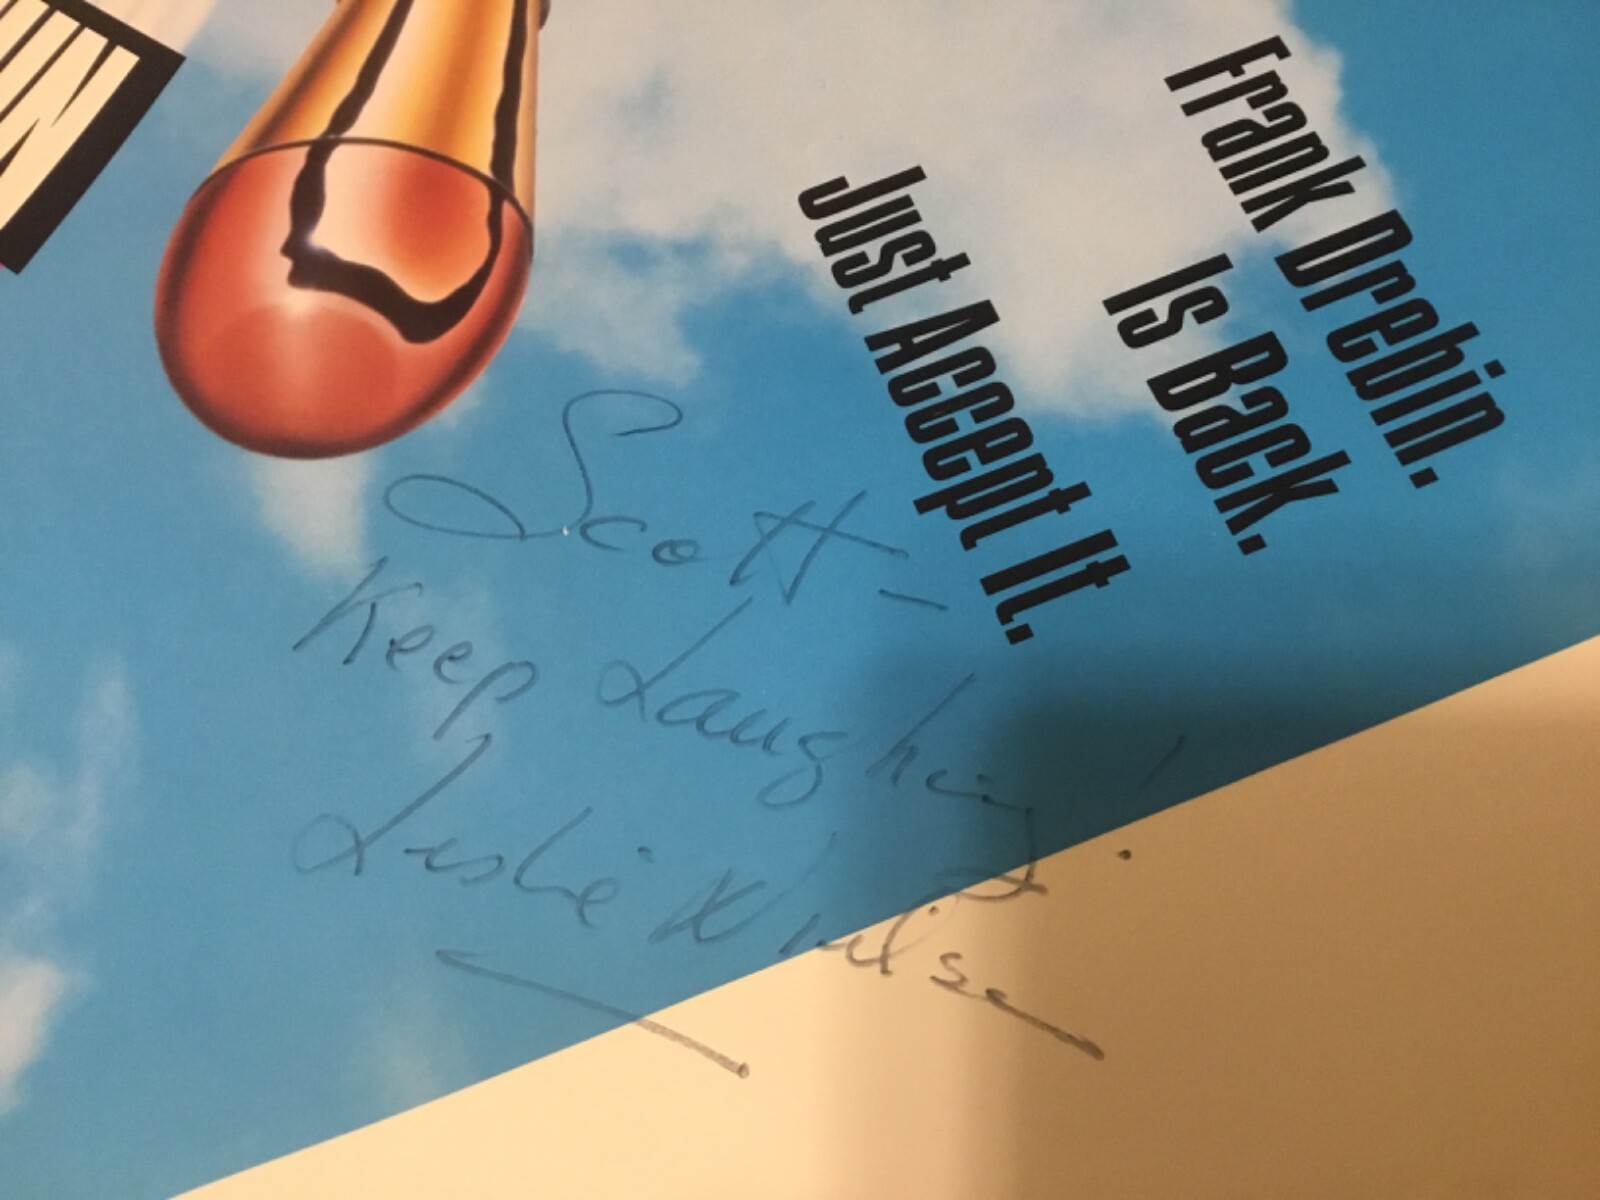 Frank Drebin.
Is Back.
Just Accept It.
Scott -
Keep Laughing!
Leslie Nielsen